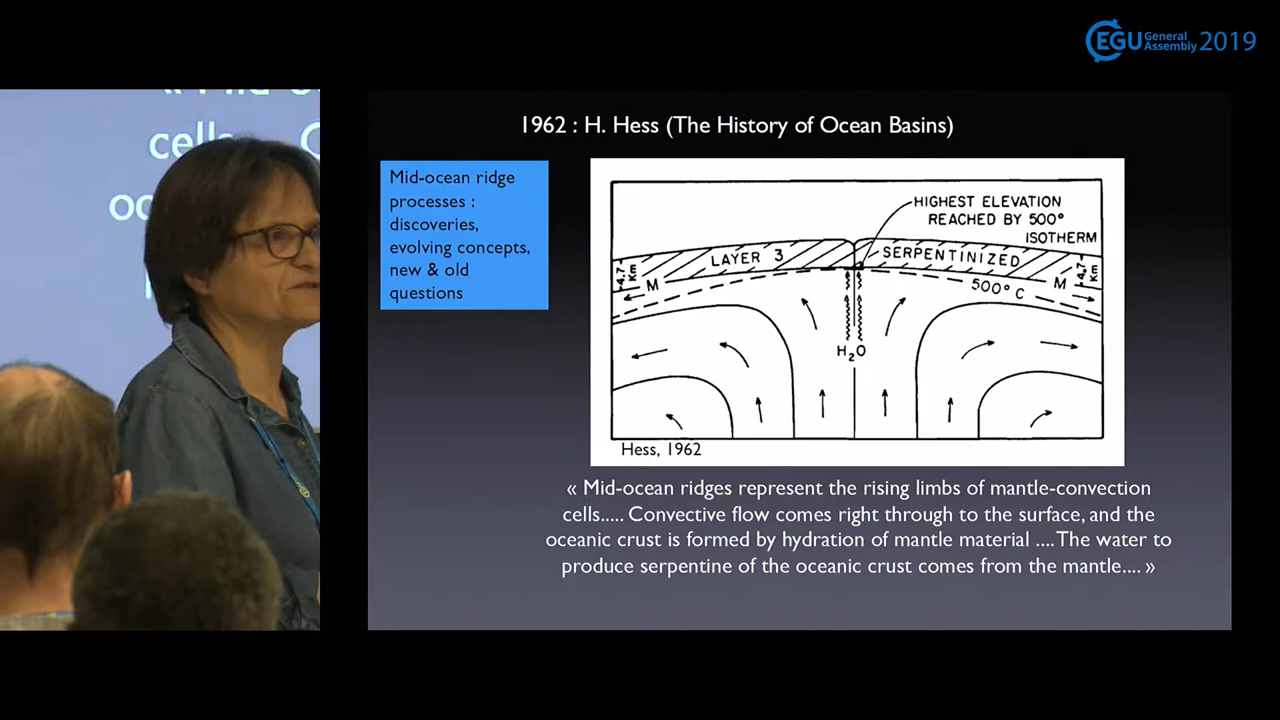 EGU General Assembly 2019
cells
1962 : H. Hess (The History of Ocean Basins)
Mid-ocean ridge
processes :
discoveries,
evolving concepts,
new & old
questions
HIGHEST ELEVATION
REACHED BY 500°
ISOTHERM
LAYER 3
SERPENTINIZED
4.7 KM
M
500° C
M
4.7 KM
H₂O
Hess, 1962
« Mid-ocean ridges represent the rising limbs of mantle-convection
cells..... Convective flow comes right through to the surface, and the
oceanic crust is formed by hydration of mantle material .... The water to
produce serpentine of the oceanic crust comes from the mantle.... »